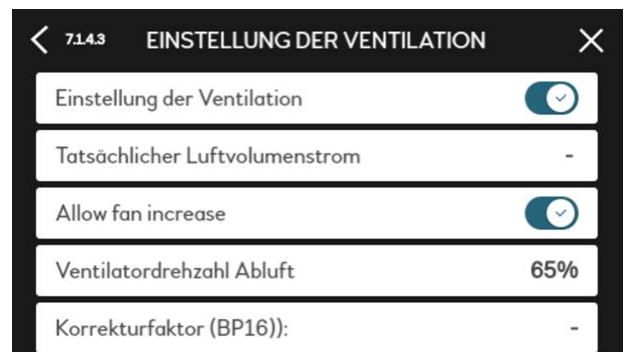 7.1.4.3 EINSTELLUNG DER VENTILATION
Einstellung der Ventilation
Tatsächlicher Luftvolumenstrom -
Allow fan increase
Ventilatordrehzahl Abluft 65%
Korrekturfaktor (BP16)): -